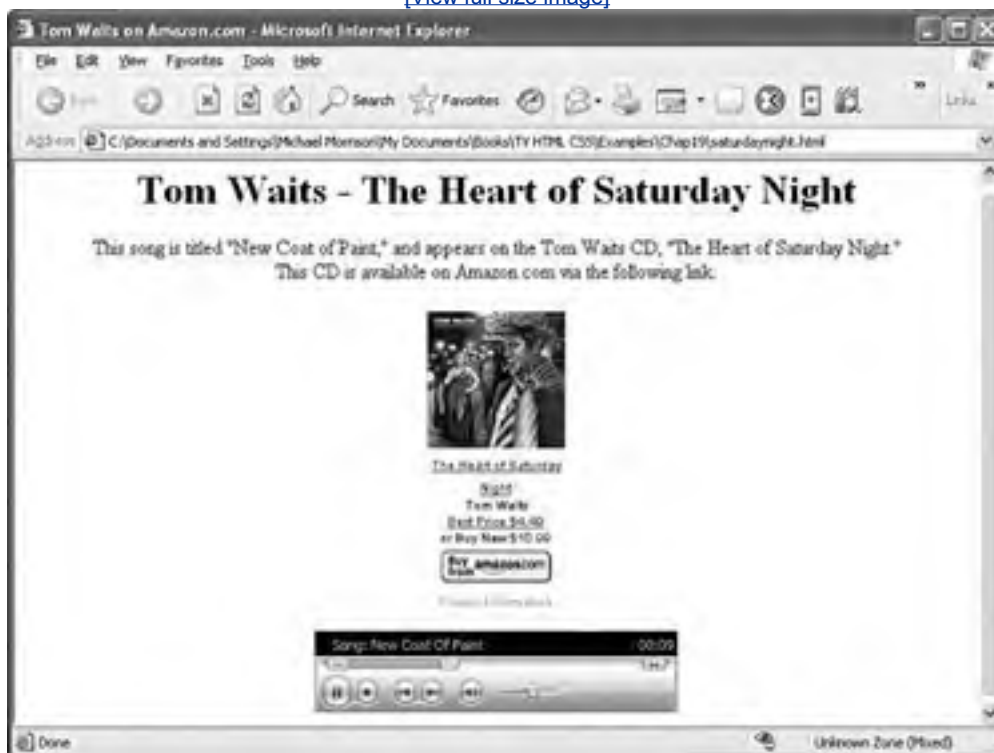 [View full size image]
Tom Waits on Amazon.com - Microsoft Internet Explorer
File Edit View Favorites Tools Help
Search Favorites
Links
C:\Documents and Settings\Michael Morrison\My Documents\Books\TY HTML CSS\Examples\Chap19\saturdaynight.html
Tom Waits - The Heart of Saturday Night
This song is titled "New Coat of Paint," and appears on the Tom Waits CD, "The Heart of Saturday Night."
This CD is available on Amazon.com via the following link:
The Heart of Saturday
Night
Tom Waits
Best Price $4.49
or Buy New $10.99
Buy from amazon.com
Song: New Coat Of Paint 00:09
Done Unknown Zone (Mixed)